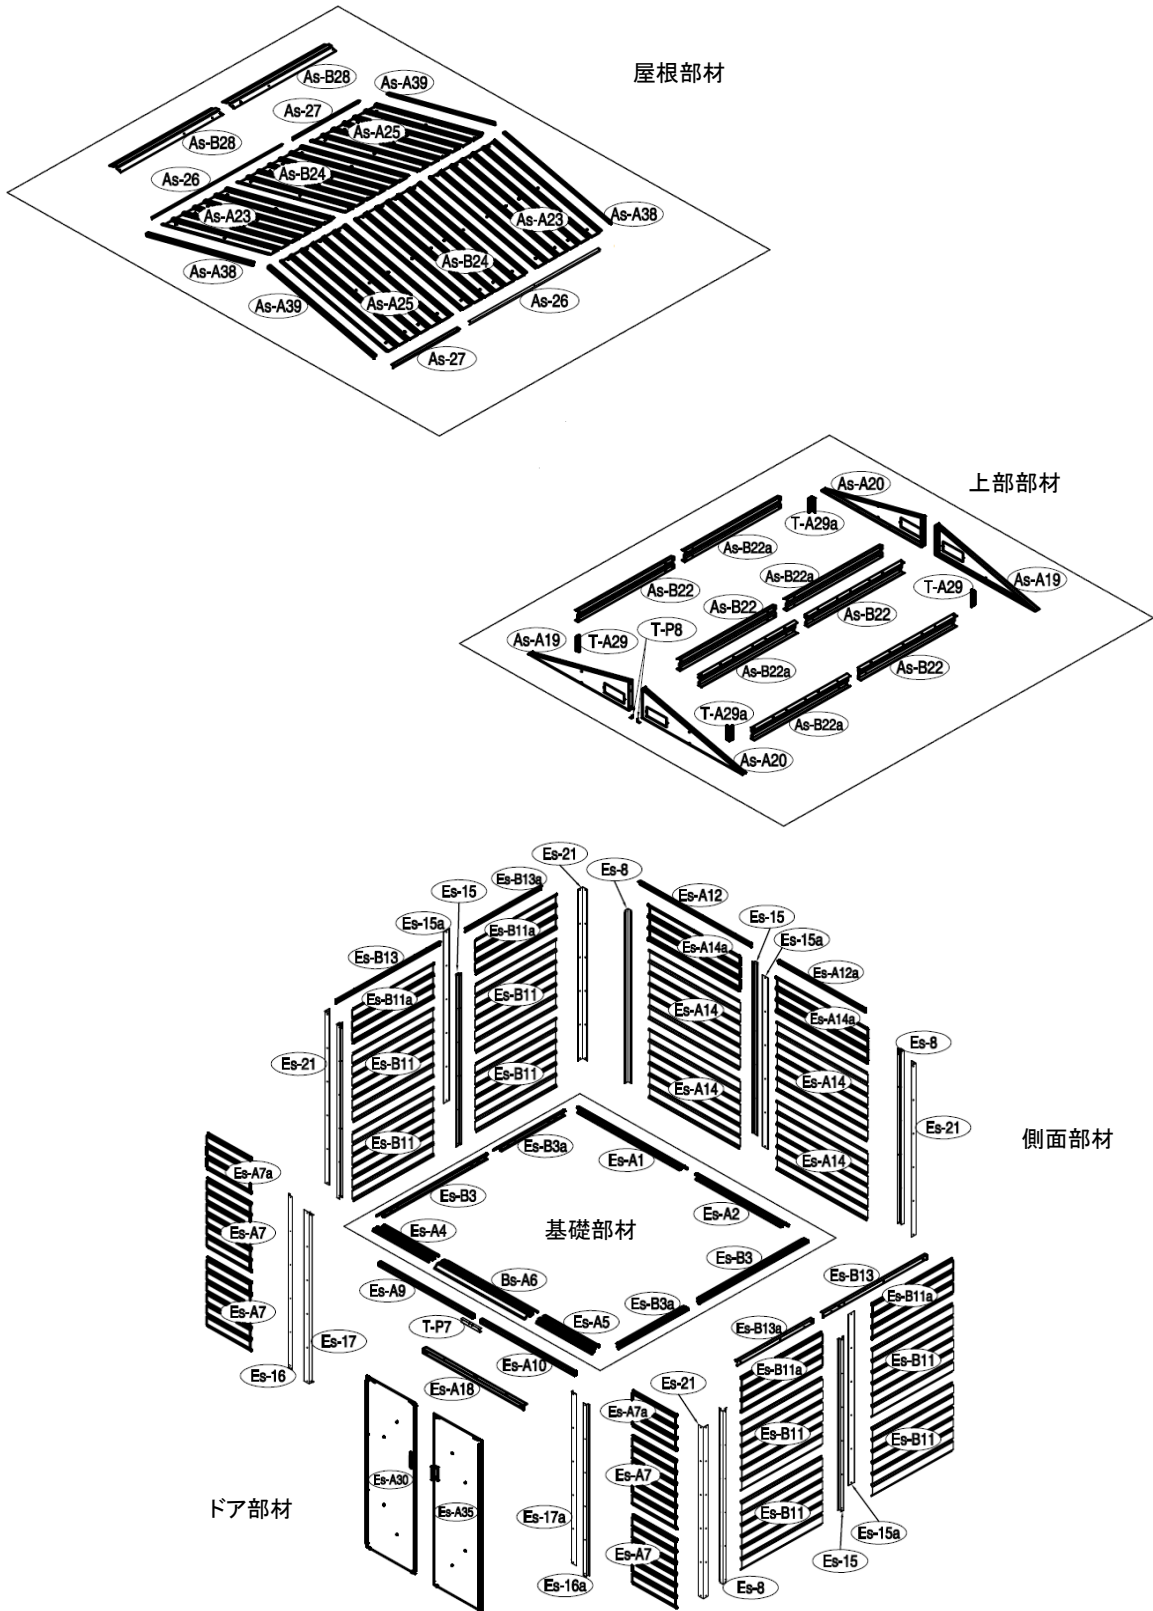 屋根部材
As-B28
As-A39
As-27
As-B28
As-A25
As-26
As-B24
As-A23
As-A23
As-A38
As-A38
As-B24
As-A39
As-A25
As-26
As-27
上部部材
As-A20
T-A29a
As-B22a
As-B22a
As-A19
As-B22
T-A29
As-B22
As-B22
As-A19
T-A29
T-P8
As-B22a
As-B22
T-A29a
As-B22a
As-A20
Es-21
Es-8
Es-B13a
Es-15
Es-A12
Es-15
Es-15a
Es-B11a
Es-A14a
Es-15a
Es-B13
Es-A12a
Es-B11a
Es-B11
Es-A14
Es-A14a
Es-8
Es-21
Es-B11
Es-B11
Es-A14
Es-A14
Es-21
側面部材
Es-B11
Es-B3a
Es-A1
Es-A14
Es-A7a
Es-B3
Es-A2
Es-A4
基礎部材
Es-A7
Es-B3
Bs-A6
Es-B13
Es-A9
Es-B11a
Es-A7
Es-B3a
Es-A5
T-P7
Es-B13a
Es-17
Es-A10
Es-B11
Es-16
Es-B11a
Es-A18
Es-21
Es-A7a
Es-B11
Es-B11
Es-A30
Es-A7
ドア部材
Es-A35
Es-17a
Es-B11
Es-15a
Es-A7
Es-15
Es-16a
Es-8